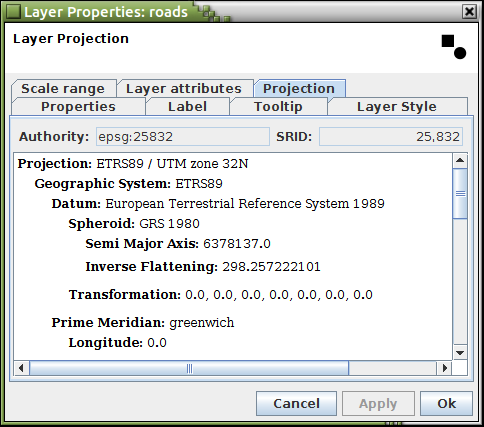 Layer Properties: roads
Layer Projection
Scale range Layer attributes Projection
Properties Label Tooltip Layer Style
Authority: epsg:25832 SRID: 25,832
Projection: ETRS89 / UTM zone 32N
Geographic System: ETRS89
Datum: European Terrestrial Reference System 1989
Spheroid: GRS 1980
Semi Major Axis: 6378137.0
Inverse Flattening: 298.257222101
Transformation: 0.0, 0.0, 0.0, 0.0, 0.0, 0.0, 0.0
Prime Meridian: greenwich
Longitude: 0.0
Cancel Apply Ok